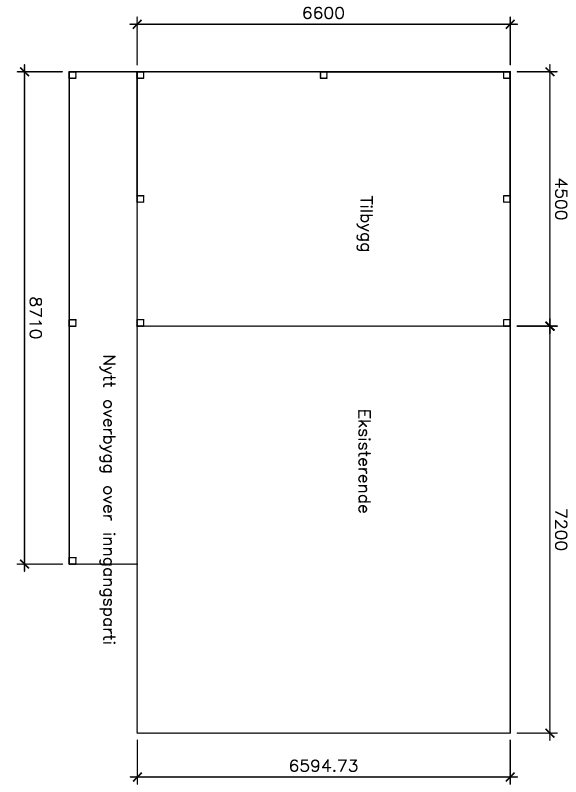 6600
4500
Tilbygg
8710
Nytt overbygg over inngangsparti
Eksisterende
7200
6594.73